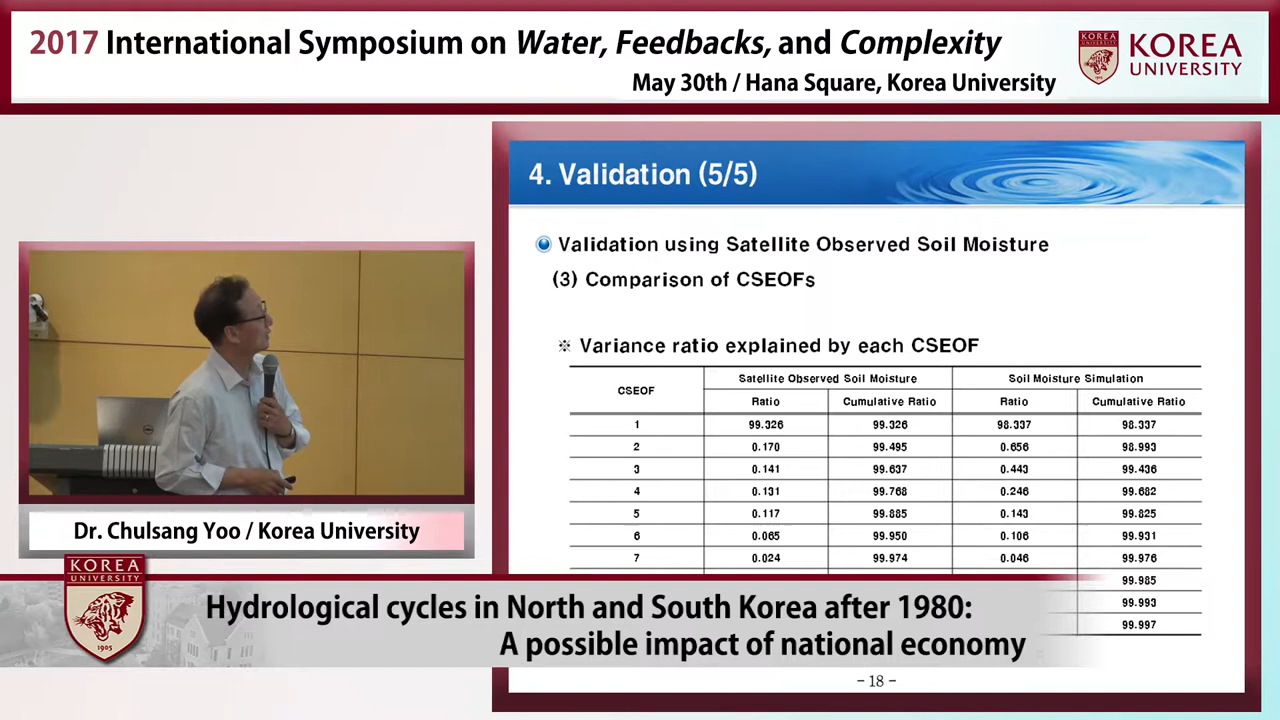 2017 International Symposium on Water, Feedbacks, and Complexity
May 30th / Hana Square, Korea University
KOREA
UNIVERSITY
4. Validation (5/5)
Validation using Satellite Observed Soil Moisture
(3) Comparison of CSEOFs
※ Variance ratio explained by each CSEOF
CSEOF Satellite Observed Soil Moisture Soil Moisture Simulation
Ratio Cumulative Ratio Ratio Cumulative Ratio
1 99.326 99.326 98.337 98.337
2 0.170 99.495 0.656 98.993
3 0.141 99.637 0.443 99.436
4 0.131 99.768 0.246 99.682
5 0.117 99.885 0.143 99.825
6 0.065 99.950 0.106 99.931
7 0.024 99.974 0.046 99.976
99.985
99.993
99.997
- 18 -
Dr. Chulsang Yoo / Korea University
KOREA
UNIVERSITY
1905
Hydrological cycles in North and South Korea after 1980:
A possible impact of national economy